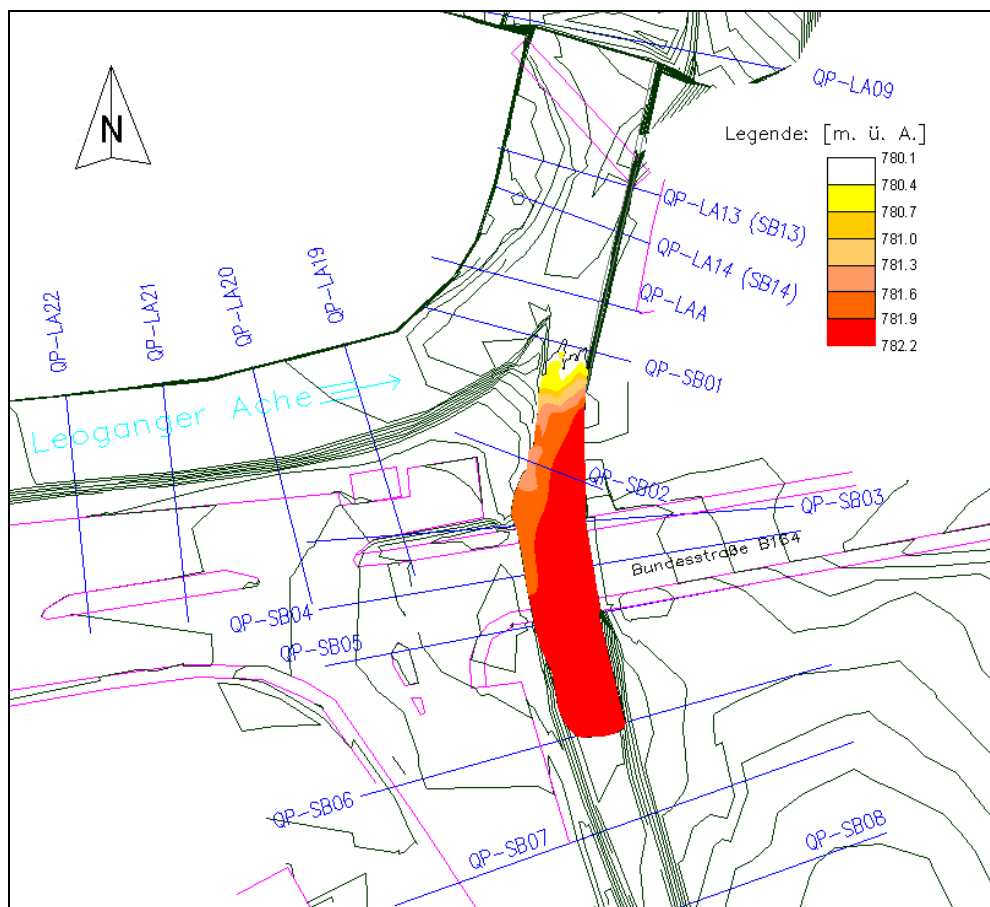 QP-LA09
N
Legende: [m. ü. A.]
780.1
780.4
780.7
781.0
781.3
781.6
781.9
782.2
QP-LA13 (SB13)
QP-LA14 (SB14)
QP-LAA
QP-SB01
QP-LA22
QP-LA21
QP-LA20
QP-LA19
Leoganger Ache
QP-SB02
QP-SB03
Bundesstraße B164
QP-SB04
QP-SB05
QP-SB06
QP-SB07
QP-SB08